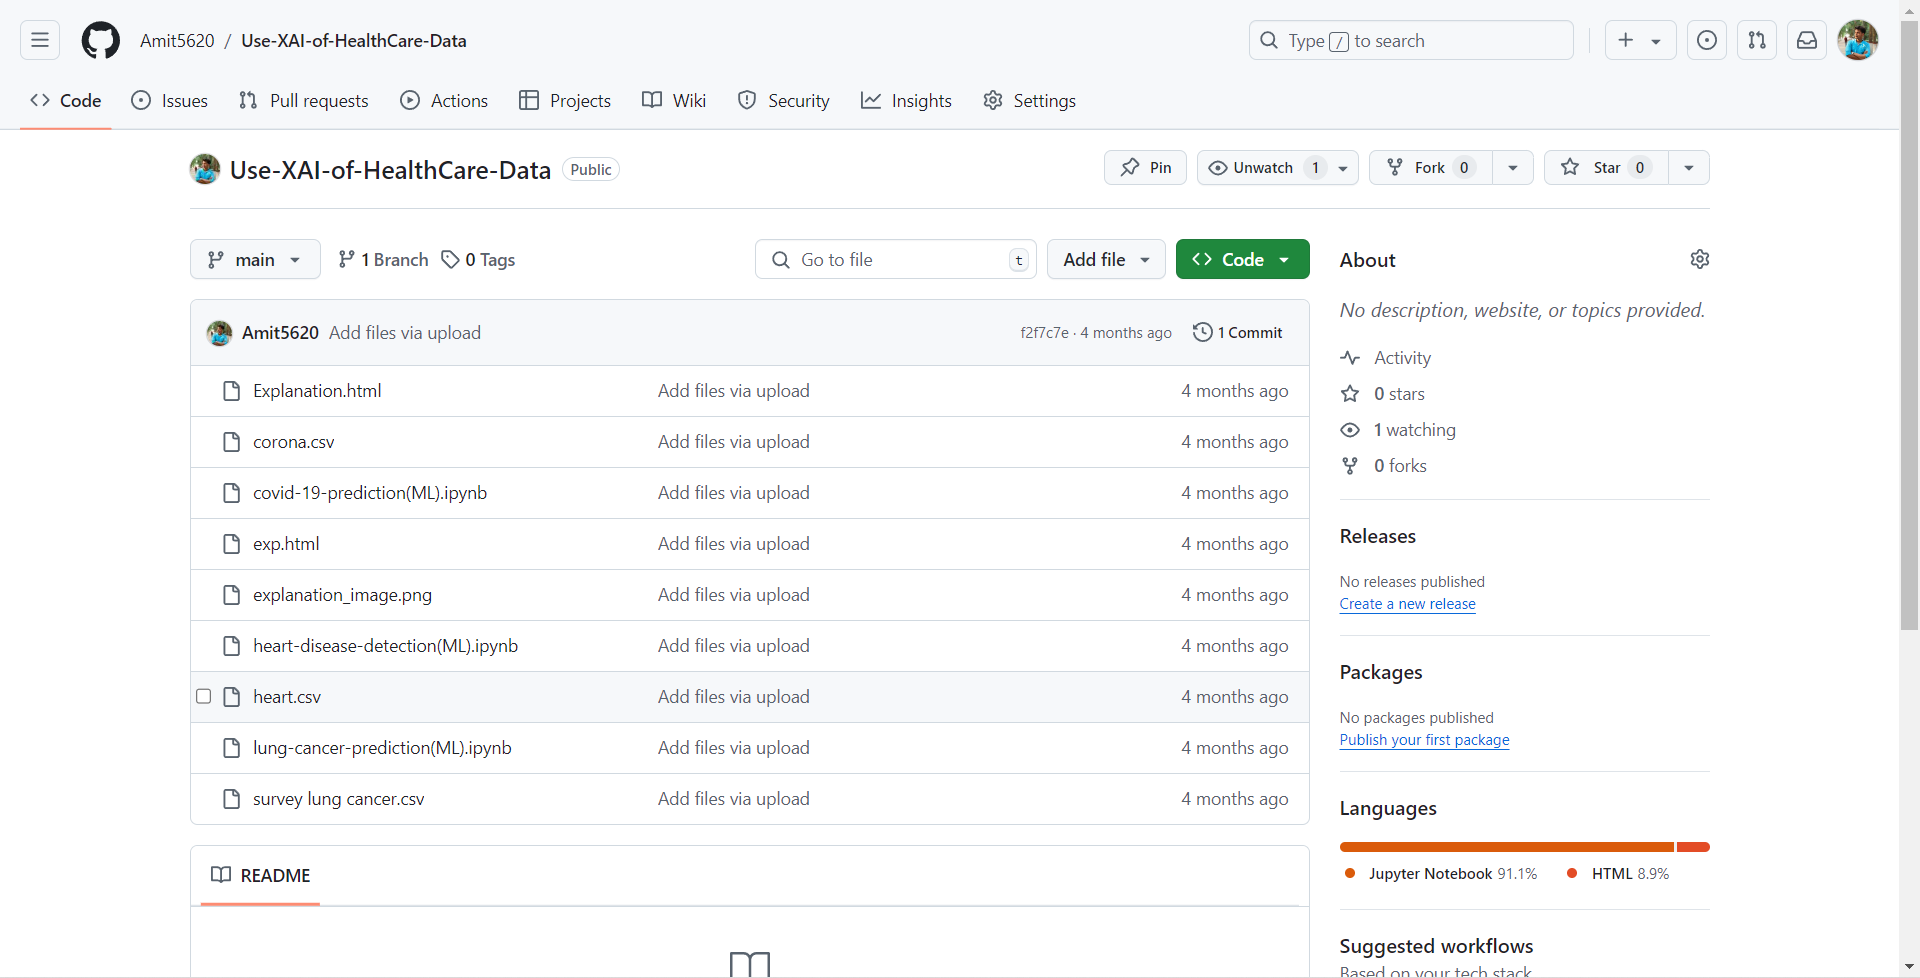 Amit5620 / Use-XAI-of-HealthCare-Data
Type / to search
Code Issues Pull requests Actions Projects Wiki Security Insights Settings
Use-XAI-of-HealthCare-Data Public
Pin Unwatch 1 Fork 0 Star 0
main 1 Branch 0 Tags Go to file t Add file Code
Amit5620 Add files via upload f2f7c7e · 4 months ago 1 Commit
Explanation.html Add files via upload 4 months ago
corona.csv Add files via upload 4 months ago
covid-19-prediction(ML).ipynb Add files via upload 4 months ago
exp.html Add files via upload 4 months ago
explanation_image.png Add files via upload 4 months ago
heart-disease-detection(ML).ipynb Add files via upload 4 months ago
heart.csv Add files via upload 4 months ago
lung-cancer-prediction(ML).ipynb Add files via upload 4 months ago
survey lung cancer.csv Add files via upload 4 months ago
README
About
No description, website, or topics provided.
Activity
0 stars
1 watching
0 forks
Releases
No releases published
Create a new release
Packages
No packages published
Publish your first package
Languages
Jupyter Notebook 91.1% HTML 8.9%
Suggested workflows
Based on your tech stack